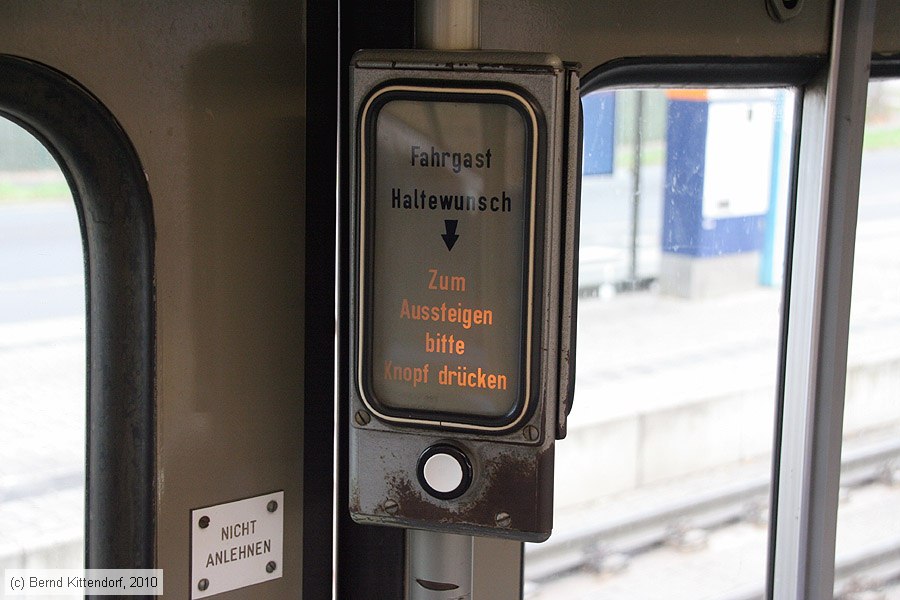 Fahrgast
Haltewunsch
Zum
Aussteigen
bitte
Knopf drücken
NICHT
ANLEHNEN
(c) Bernd Kittendorf, 2010